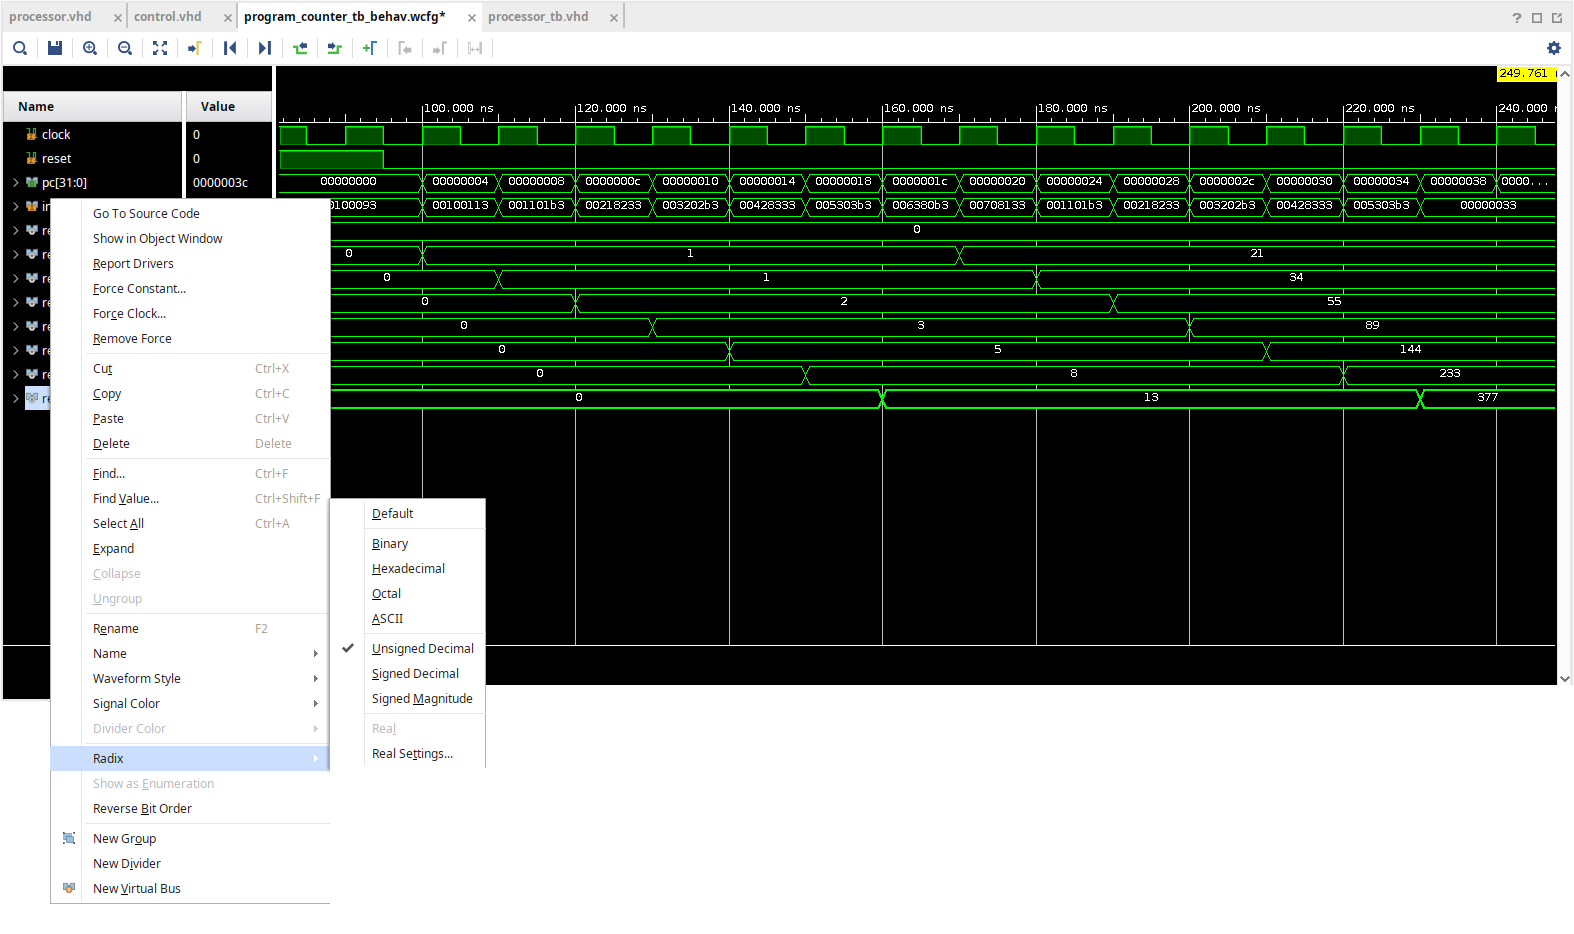 processor.vhd × control.vhd × program_counter_tb_behav.wcfg* × processor_tb.vhd × ?
249.761
Name Value
100.000 ns 120.000 ns 140.000 ns 160.000 ns 180.000 ns 200.000 ns 220.000 ns 240.000
clock 0
reset 0
pc[31:0] 0000003c 00000000 00000004 00000008 0000000c 00000010 00000014 00000018 0000001c 00000020 00000024 00000028 0000002c 00000030 00000034 00000038 0000...
in 0100093 00100113 001101b3 00218233 003202b3 00428333 005303b3 006380b3 00708133 001101b3 00218233 003202b3 00428333 005303b3 00000033
re 0
re 0 1 21
re 0 1 34
re 0 2 55
re 0 3 89
re 0 5 144
re 0 8 233
re 0 13 377
Go To Source Code
Show in Object Window
Report Drivers
Force Constant...
Force Clock...
Remove Force
Cut Ctrl+X
Copy Ctrl+C
Paste Ctrl+V
Delete Delete
Find... Ctrl+F
Find Value... Ctrl+Shift+F
Select All Ctrl+A
Expand
Collapse
Ungroup
Rename F2
Name
Waveform Style
Signal Color
Divider Color
Radix
Show as Enumeration
Reverse Bit Order
New Group
New Divider
New Virtual Bus
Default
Binary
Hexadecimal
Octal
ASCII
Unsigned Decimal
Signed Decimal
Signed Magnitude
Real
Real Settings...